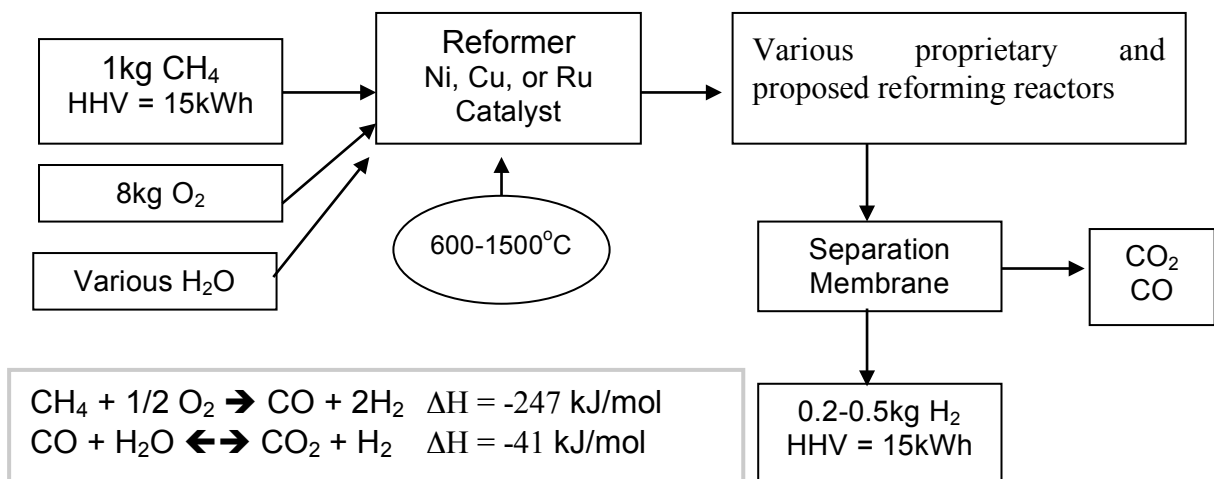 1kg CH₄
HHV = 15kWh
8kg O₂
Various H₂O
Reformer
Ni, Cu, or Ru
Catalyst
600-1500°C
Various proprietary and
proposed reforming reactors
Separation
Membrane
CO₂
CO
0.2-0.5kg H₂
HHV = 15kWh
CH₄ + 1/2 O₂ ➔ CO + 2H₂ ΔH = -247 kJ/mol
CO + H₂O ←➔ CO₂ + H₂ ΔH = -41 kJ/mol